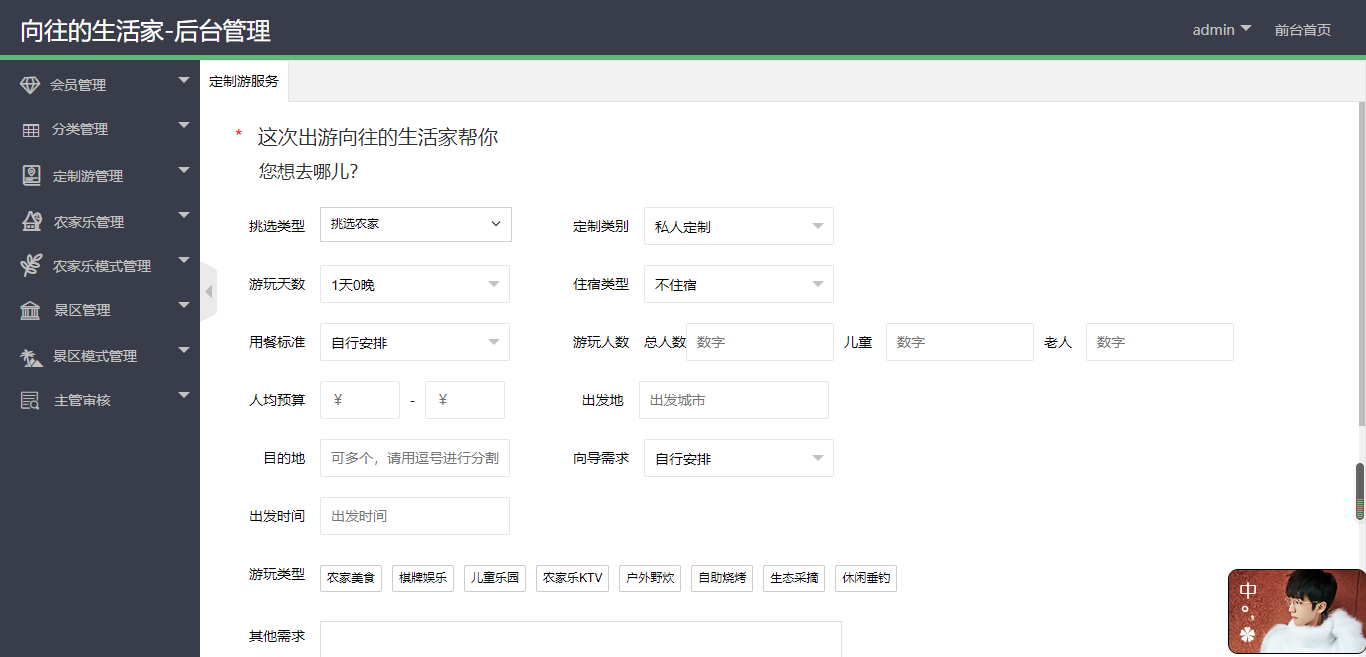 向往的生活家-后台管理
admin 前台首页
会员管理
分类管理
定制游管理
农家乐管理
农家乐模式管理
景区管理
景区模式管理
主管审核
定制游服务
* 这次出游向往的生活家帮你
您想去哪儿?
挑选类型 挑选农家 定制类别 私人定制
游玩天数 1天0晚 住宿类型 不住宿
用餐标准 自行安排 游玩人数 总人数 数字 儿童 数字 老人 数字
人均预算 ¥ - ¥ 出发地 出发城市
目的地 可多个，请用逗号进行分割 向导需求 自行安排
出发时间 出发时间
游玩类型 农家美食 棋牌娱乐 儿童乐园 农家乐KTV 户外野炊 自助烧烤 生态采摘 休闲垂钓
其他需求
中